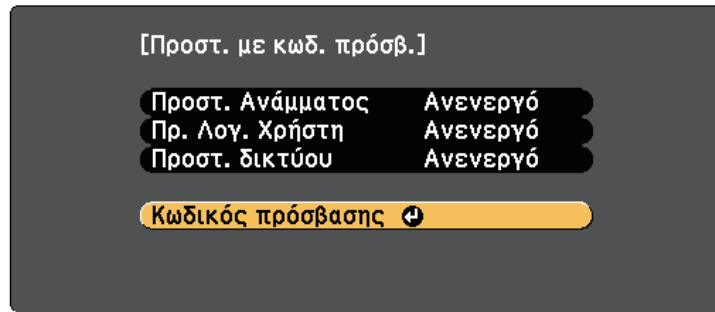 [Προστ. με κωδ. πρόσβ.]
Προστ. Ανάμματος Ανενεργό
Πρ. Λογ. Χρήστη Ανενεργό
Προστ. δικτύου Ανενεργό
Κωδικός πρόσβασης